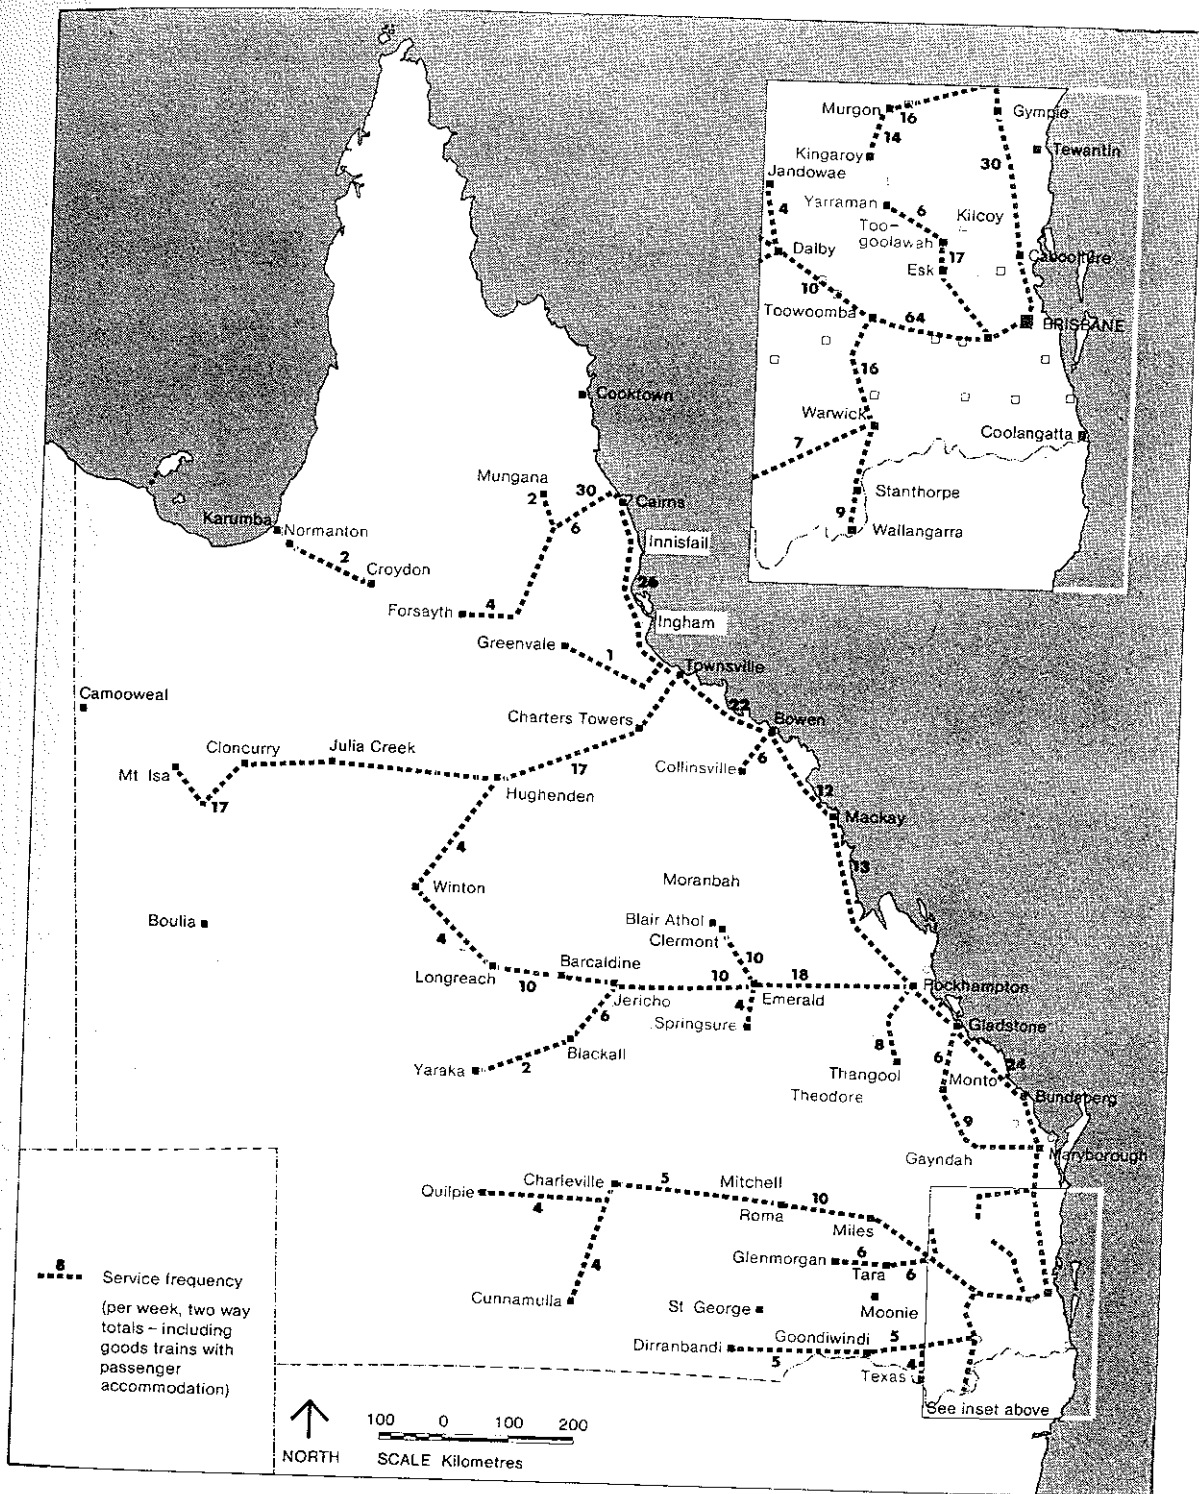 Murgon
16
Gympie
14
Tewantin
Kingaroy
30
Jandowae
Yarraman
6
Kilcoy
4
Too-
goolawah
Dalby
17
Caboolture
Esk
10
Toowoomba
64
BRISBANE
16
Warwick
Coolangatta
7
Stanthorpe
9
Wallangarra
Cooktown
Mungana
30
2
Cairns
6
Karumba
Normanton
Innisfail
2
Croydon
26
Forsayth
4
Ingham
Greenvale
1
Townsville
Camooweal
22
Charters Towers
Bowen
Cloncurry
Julia Creek
Mt Isa
17
Collinsville
6
17
Hughenden
12
Mackay
4
13
Winton
Moranbah
Boulia
Blair Athol
Clermont
4
10
Longreach
Barcaldine
10
10
18
Rockhampton
Jericho
4
Emerald
6
Springsure
Gladstone
Blackall
8
6
24
Yaraka
2
Thangool
Monto
Theodore
Bundaberg
9
Gayndah
Maryborough
Charleville
5
Mitchell
Quilpie
4
Roma
10
Miles
Glenmorgan
6
Tara
6
4
Cunnamulla
St George
Moonie
Dirranbandi
Goondiwindi
5
5
Texas
4
See inset above
8
Service frequency
(per week, two way
totals – including
goods trains with
passenger
accommodation)
NORTH
100 0 100 200
SCALE Kilometres